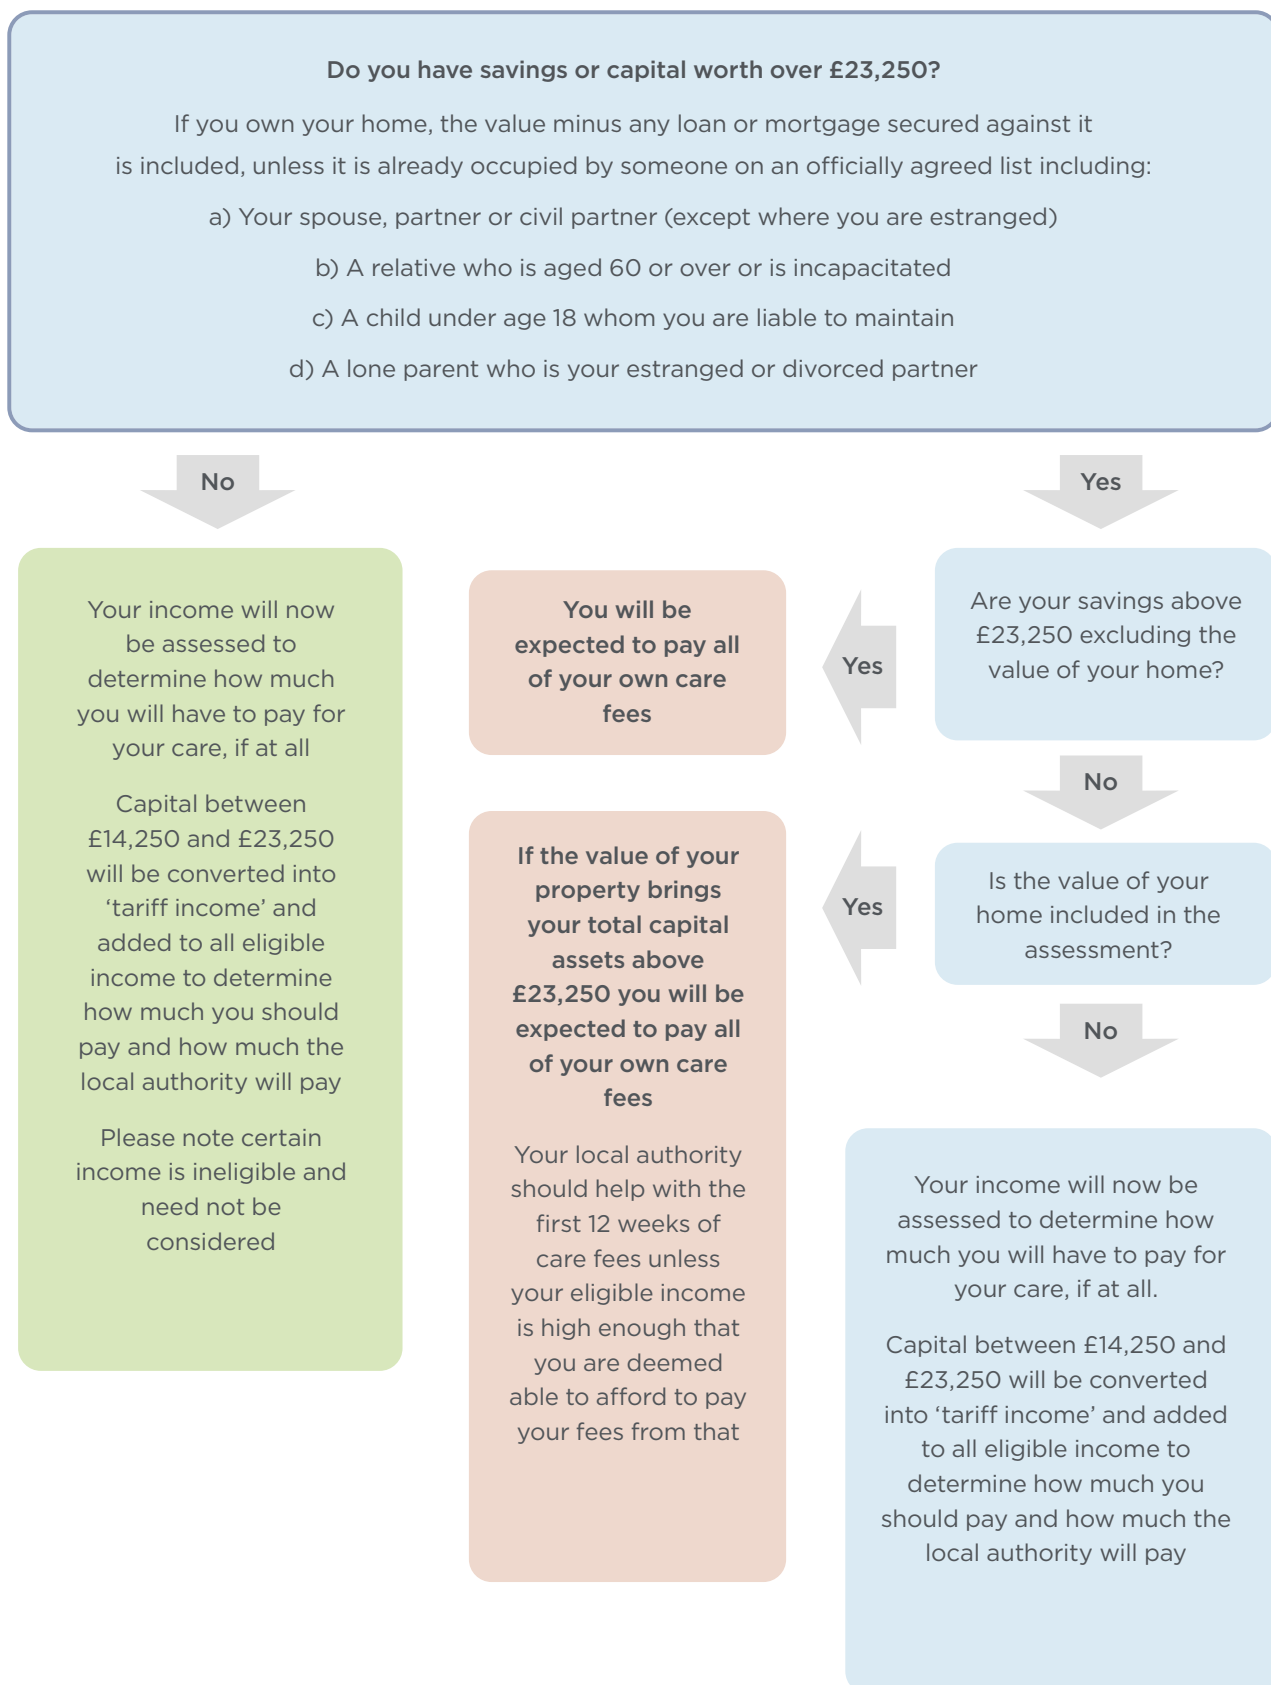 Do you have savings or capital worth over £23,250?
If you own your home, the value minus any loan or mortgage secured against it
is included, unless it is already occupied by someone on an officially agreed list including:
a) Your spouse, partner or civil partner (except where you are estranged)
b) A relative who is aged 60 or over or is incapacitated
c) A child under age 18 whom you are liable to maintain
d) A lone parent who is your estranged or divorced partner
No
Yes
Your income will now
be assessed to
determine how much
you will have to pay for
your care, if at all
Capital between
£14,250 and £23,250
will be converted into
‘tariff income’ and
added to all eligible
income to determine
how much you should
pay and how much the
local authority will pay
Please note certain
income is ineligible and
need not be
considered
Are your savings above
£23,250 excluding the
value of your home?
Yes
You will be
expected to pay all
of your own care
fees
No
Is the value of your
home included in the
assessment?
Yes
If the value of your
property brings
your total capital
assets above
£23,250 you will be
expected to pay all
of your own care
fees
Your local authority
should help with the
first 12 weeks of
care fees unless
your eligible income
is high enough that
you are deemed
able to afford to pay
your fees from that
No
Your income will now be
assessed to determine how
much you will have to pay for
your care, if at all.
Capital between £14,250 and
£23,250 will be converted
into ‘tariff income’ and added
to all eligible income to
determine how much you
should pay and how much the
local authority will pay